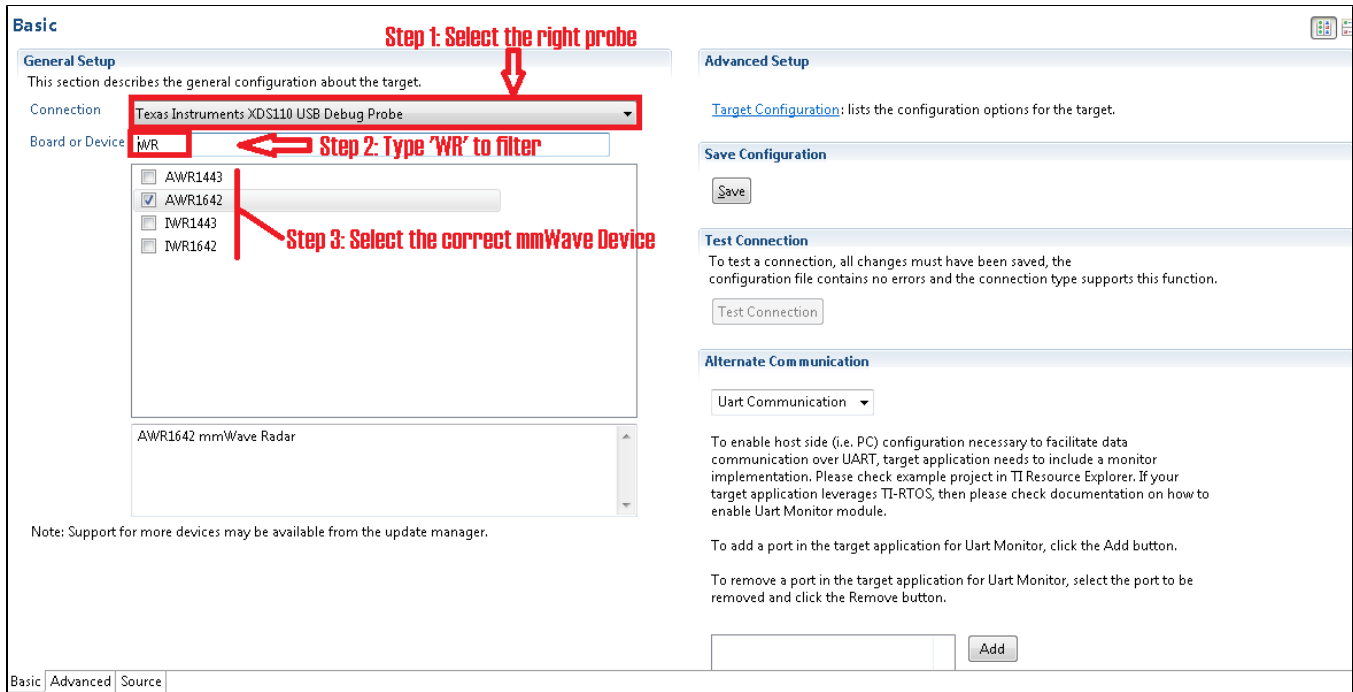 Basic
Step 1: Select the right probe
General Setup
This section describes the general configuration about the target.
Connection
Texas Instruments XDS110 USB Debug Probe
Board or Device
WR
Step 2: Type 'WR' to filter
AWR1443
AWR1642
IWR1443
IWR1642
Step 3: Select the correct mmWave Device
AWR1642 mmWave Radar
Note: Support for more devices may be available from the update manager.
Advanced Setup
Target Configuration: lists the configuration options for the target.
Save Configuration
Save
Test Connection
To test a connection, all changes must have been saved, the
configuration file contains no errors and the connection type supports this function.
Test Connection
Alternate Communication
Uart Communication
To enable host side (i.e. PC) configuration necessary to facilitate data
communication over UART, target application needs to include a monitor
implementation. Please check example project in TI Resource Explorer. If your
target application leverages TI-RTOS, then please check documentation on how to
enable Uart Monitor module.
To add a port in the target application for Uart Monitor, click the Add button.
To remove a port in the target application for Uart Monitor, select the port to be
removed and click the Remove button.
Add
Basic Advanced Source